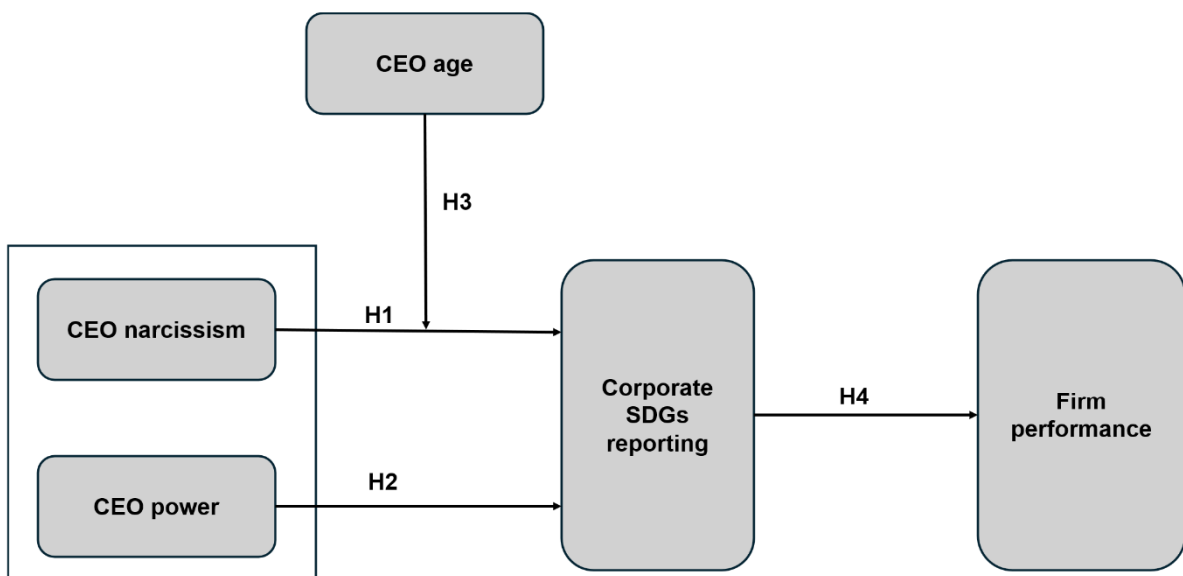 CEO age
H3
CEO narcissism
H1
CEO power
H2
Corporate
SDGs
reporting
H4
Firm
performance